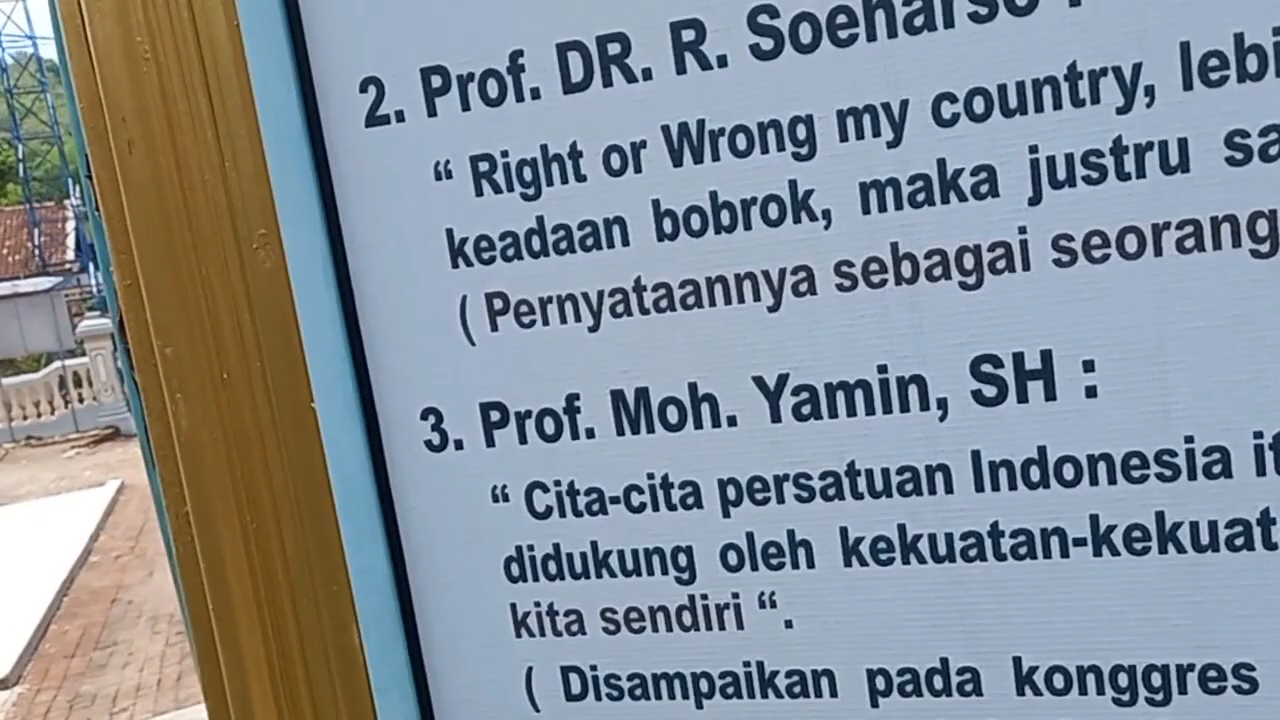 2. Prof. DR. R. Soeharso :
“ Right or Wrong my country, lebi
keadaan bobrok, maka justru sa
( Pernyataannya sebagai seorang
3. Prof. Moh. Yamin, SH :
“ Cita-cita persatuan Indonesia it
didukung oleh kekuatan-kekuat
kita sendiri “.
( Disampaikan pada konggres